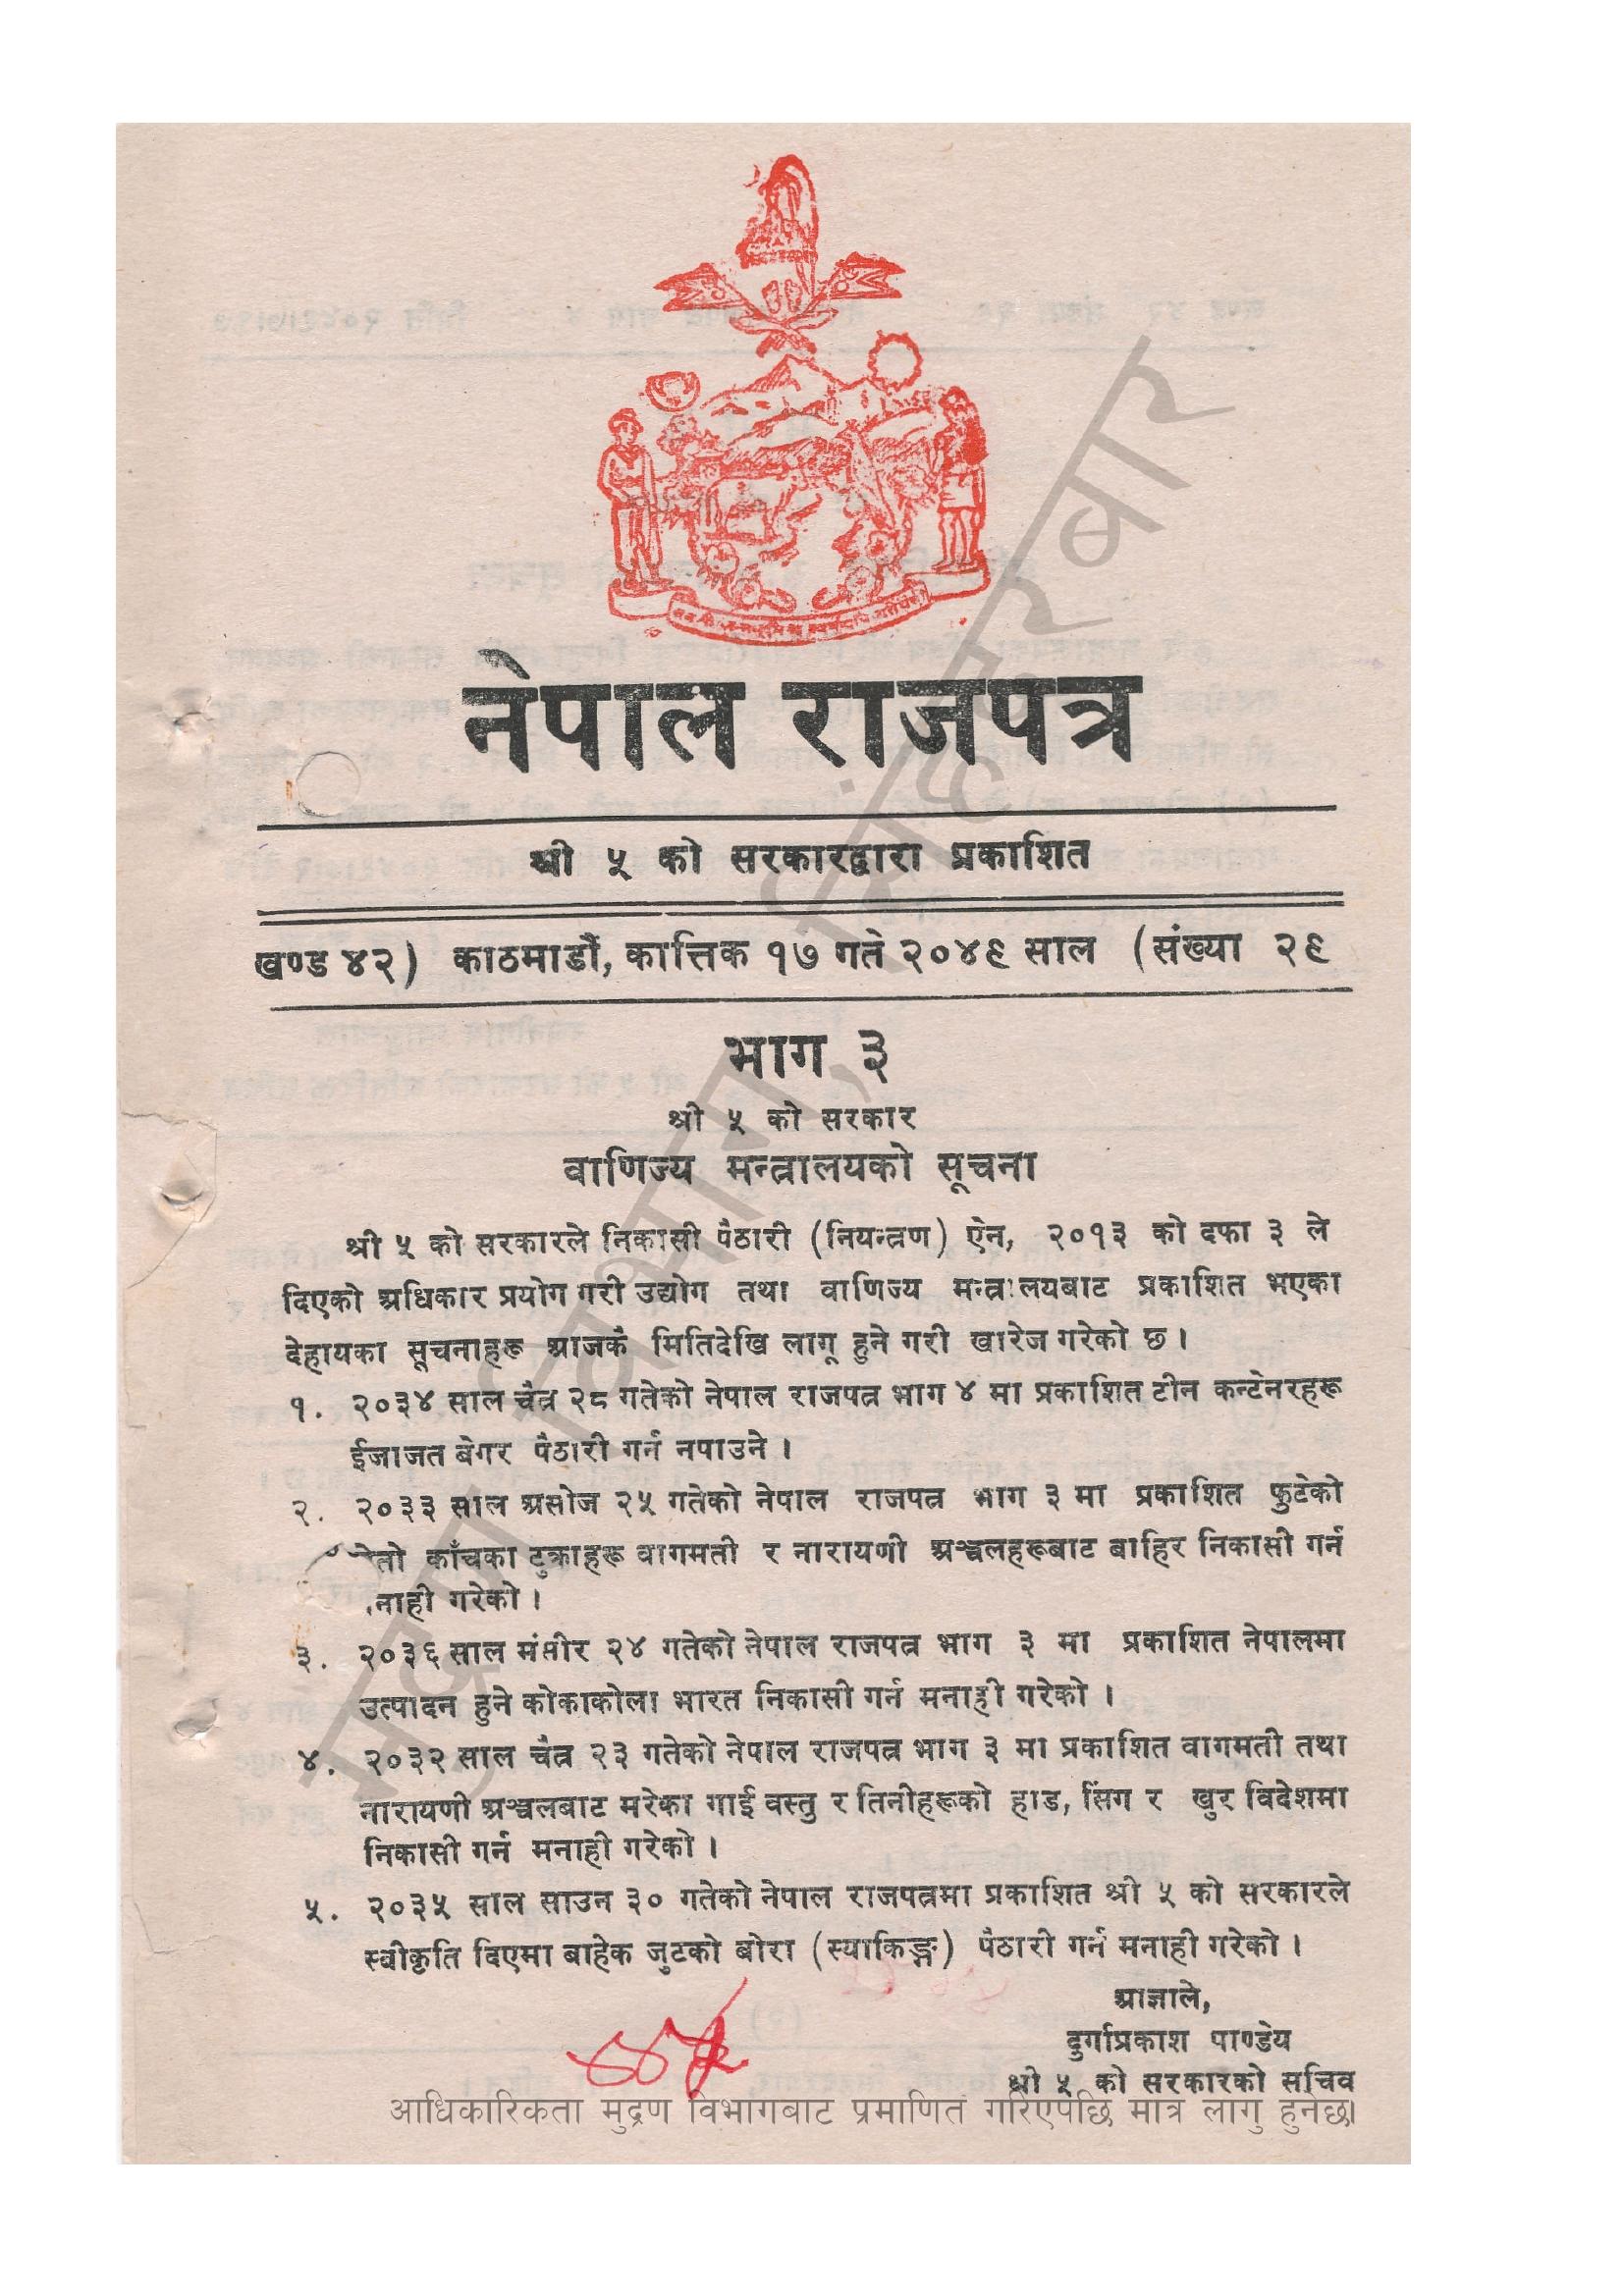 नेपाल राजपत्र
श्री ५ को सरकारद्वारा प्रकाशित
खण्ड ४२) काठमाडौं, कात्तिक १७ गते २०४९ साल (संख्या २९
भाग ३
श्री ५ को सरकार
वाणिज्य मन्त्रालयको सूचना
श्री ५ को सरकारले निकासी पैठारी (नियन्त्रण) ऐन, २०१३ को दफा ३ ले
दिएको अधिकार प्रयोग गरी उद्योग तथा वाणिज्य मन्त्रालयबाट प्रकाशित भएका
देहायका सूचनाहरू आजकै मितिदेखि लागू हुने गरी खारेज गरेको छ ।
१. २०३४ साल चैत्र २८ गतेको नेपाल राजपत्र भाग ४ मा प्रकाशित टीन कन्टेनरहरू
ईजाजत बेगर पैठारी गर्न नपाउने ।
२. २०३३ साल असोज २५ गतेको नेपाल राजपत्र भाग ३ मा प्रकाशित फुटेको
काँचका टुक्राहरू वागमती र नारायणी अञ्चलहरूबाट बाहिर निकासी गर्न
नाही गरेको ।
३. २०३६ साल मंसीर २४ गतेको नेपाल राजपत्र भाग ३ मा प्रकाशित नेपालमा
उत्पादन हुने कोकाकोला भारत निकासी गर्न मनाही गरेको ।
४. २०३२ साल चैत्र २३ गतेको नेपाल राजपत्र भाग ३ मा प्रकाशित वागमती तथा
नारायणी अञ्चलबाट मरेका गाई वस्तु र तिनीहरूको हाड, सिंग र खुर विदेशमा
निकासी गर्न मनाही गरेको ।
५. २०३५ साल साउन ३० गतेको नेपाल राजपत्रमा प्रकाशित श्री ५ को सरकारले
स्वीकृति दिएमा बाहेक जुटको बोरा (स्याकिङ्ग) पैठारी गर्न मनाही गरेको ।
आज्ञाले,
दुर्गाप्रकाश पाण्डेय
श्री ५ को सरकारको सचिव
आधिकारिकता मुद्रण विभागबाट प्रमाणित गरिएपछि मात्र लागु हुनेछ।
मुद्रण विभाग, सिंहदरबार